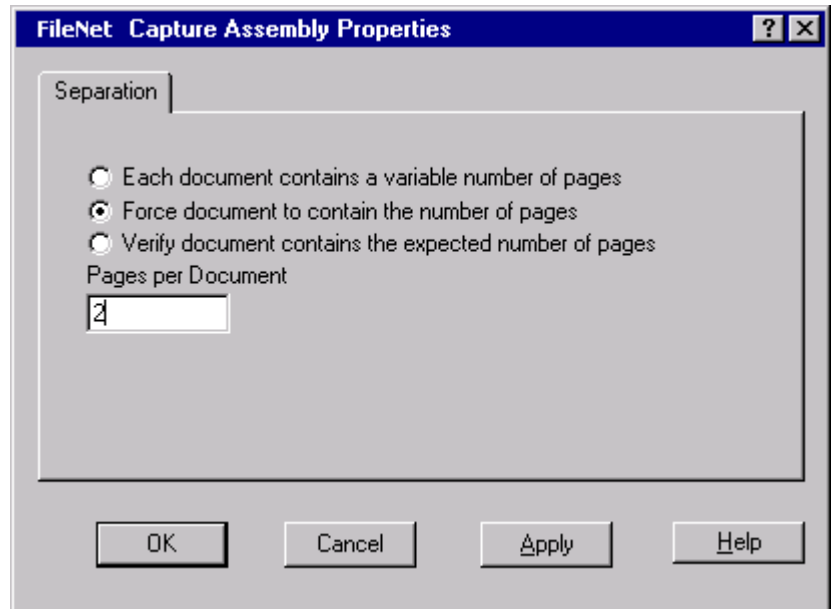 FileNet Capture Assembly Properties
Separation
Each document contains a variable number of pages
Force document to contain the number of pages
Verify document contains the expected number of pages
Pages per Document
2
OK Cancel Apply Help